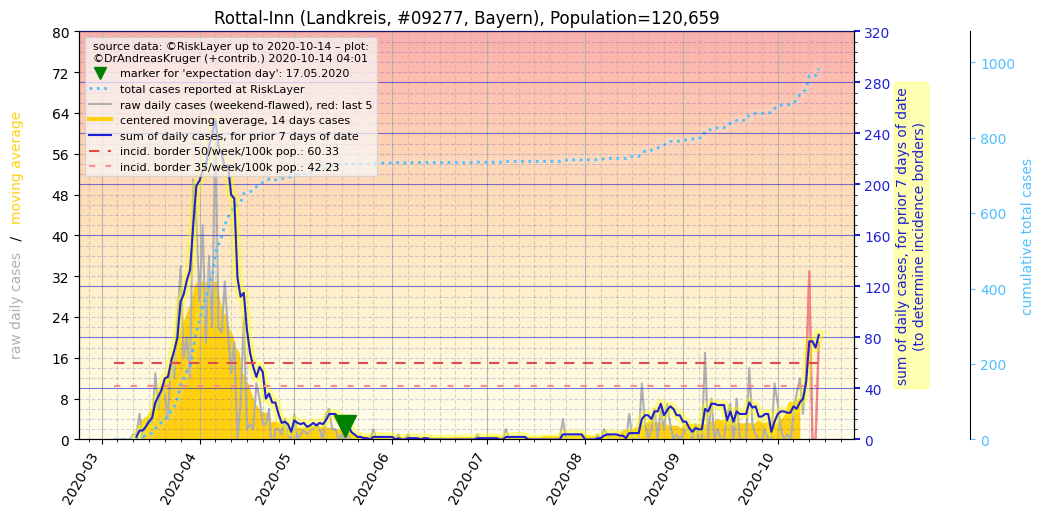 Rottal-Inn (Landkreis, #09277, Bayern), Population=120,659
source data: ©RiskLayer up to 2020-10-14 – plot:
©DrAndreasKruger (+contrib.) 2020-10-14 04:01
marker for 'expectation day': 17.05.2020
total cases reported at RiskLayer
raw daily cases (weekend-flawed), red: last 5
centered moving average, 14 days cases
sum of daily cases, for prior 7 days of date
incid. border 50/week/100k pop.: 60.33
incid. border 35/week/100k pop.: 42.23
raw daily cases / moving average
80
72
64
56
48
40
32
24
16
8
0
2020-03
2020-04
2020-05
2020-06
2020-07
2020-08
2020-09
2020-10
320
280
240
200
160
120
80
40
0
sum of daily cases, for prior 7 days of date
(to determine incidence borders)
1000
800
600
400
200
0
cumulative total cases